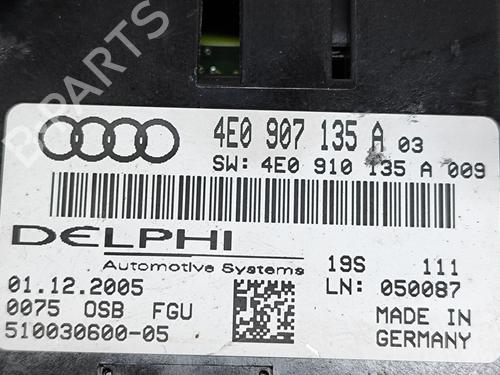 4E0 907 135 A 03
SW: 4E0 910 135 A 009
DELPHI
Automotive Systems
19S 111
01.12.2005
LN: 050087
0075 OSB FGU
MADE IN
510030600-05
GERMANY
B PARTS